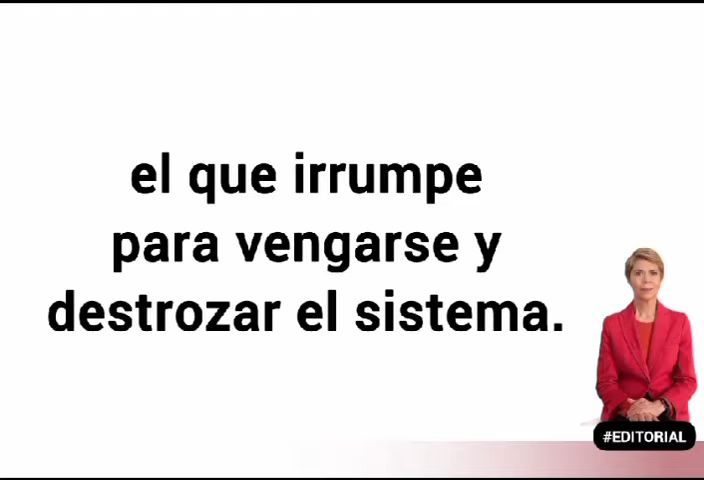 el que irrumpe
para vengarse y
destrozar el sistema.
#EDITORIAL